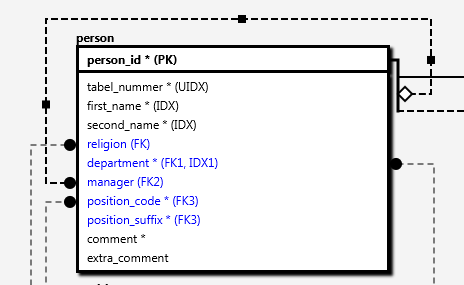 person
person_id * (PK)
tabel_nummer * (UIDX)
first_name * (IDX)
second_name * (IDX)
religion (FK)
department * (FK1, IDX1)
manager (FK2)
position_code * (FK3)
position_suffix * (FK3)
comment *
extra_comment